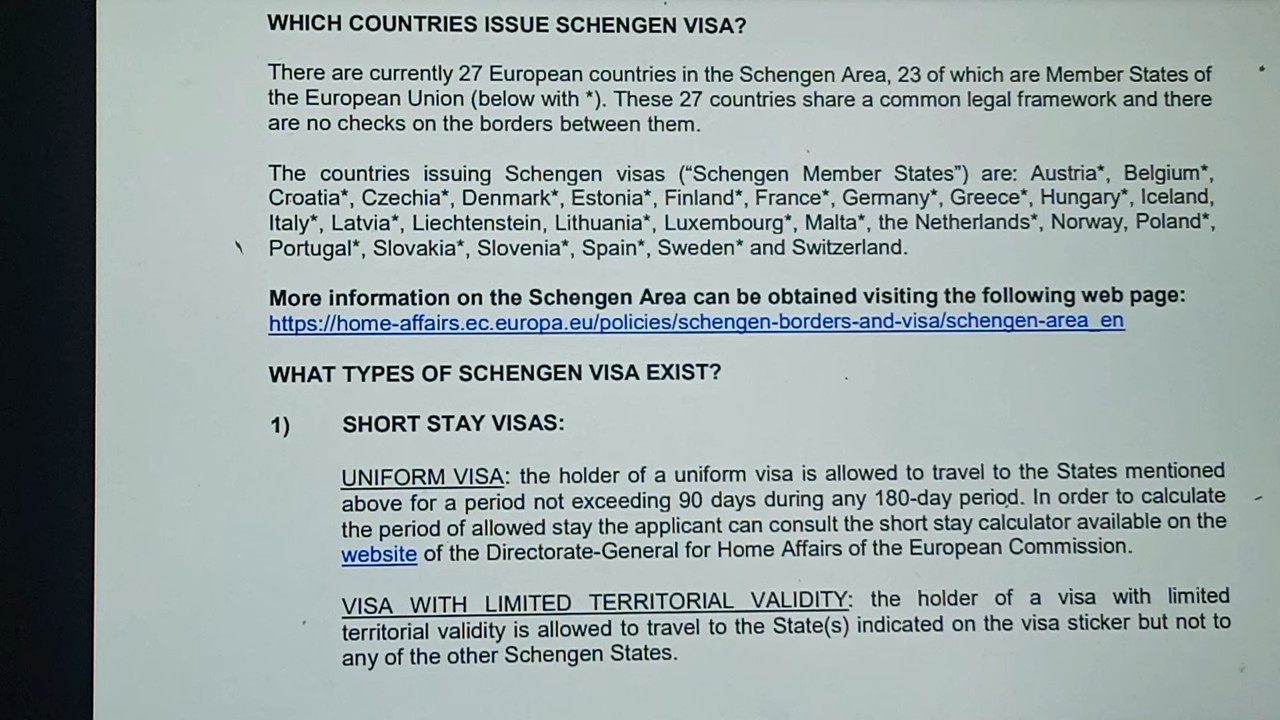 WHICH COUNTRIES ISSUE SCHENGEN VISA?
There are currently 27 European countries in the Schengen Area, 23 of which are Member States of
the European Union (below with *). These 27 countries share a common legal framework and there
are no checks on the borders between them.
The countries issuing Schengen visas (“Schengen Member States”) are: Austria*, Belgium*,
Croatia*, Czechia*, Denmark*, Estonia*, Finland*, France*, Germany*, Greece*, Hungary*, Iceland,
Italy*, Latvia*, Liechtenstein, Lithuania*, Luxembourg*, Malta*, the Netherlands*, Norway, Poland*,
Portugal*, Slovakia*, Slovenia*, Spain*, Sweden* and Switzerland.
More information on the Schengen Area can be obtained visiting the following web page:
https://home-affairs.ec.europa.eu/policies/schengen-borders-and-visa/schengen-area_en
WHAT TYPES OF SCHENGEN VISA EXIST?
1) SHORT STAY VISAS:
UNIFORM VISA: the holder of a uniform visa is allowed to travel to the States mentioned
above for a period not exceeding 90 days during any 180-day period. In order to calculate
the period of allowed stay the applicant can consult the short stay calculator available on the
website of the Directorate-General for Home Affairs of the European Commission.
VISA WITH LIMITED TERRITORIAL VALIDITY: the holder of a visa with limited
territorial validity is allowed to travel to the State(s) indicated on the visa sticker but not to
any of the other Schengen States.